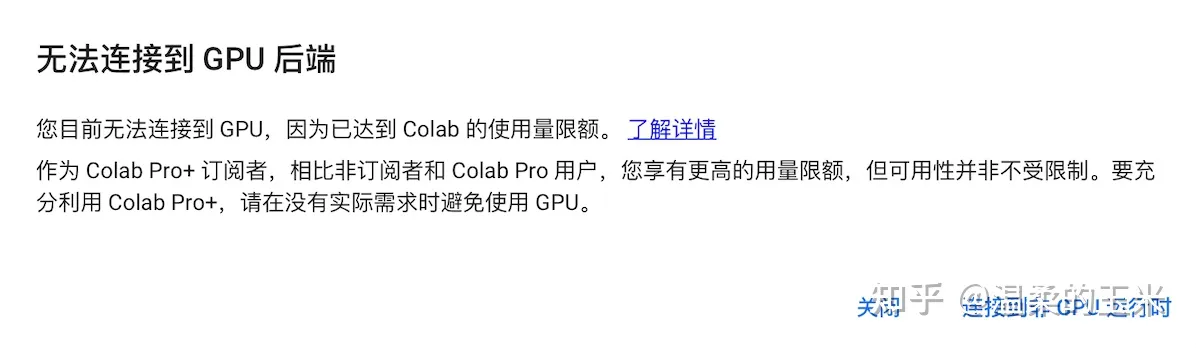 无法连接到 GPU 后端
您目前无法连接到 GPU，因为已达到 Colab 的使用量限额。 了解详情
作为 Colab Pro+ 订阅者，相比非订阅者和 Colab Pro 用户，您享有更高的用量限额，但可用性并非不受限制。要充
分利用 Colab Pro+，请在没有实际需求时避免使用 GPU。
关闭 连接到非 GPU 运行时
知乎 @温柔的玉米